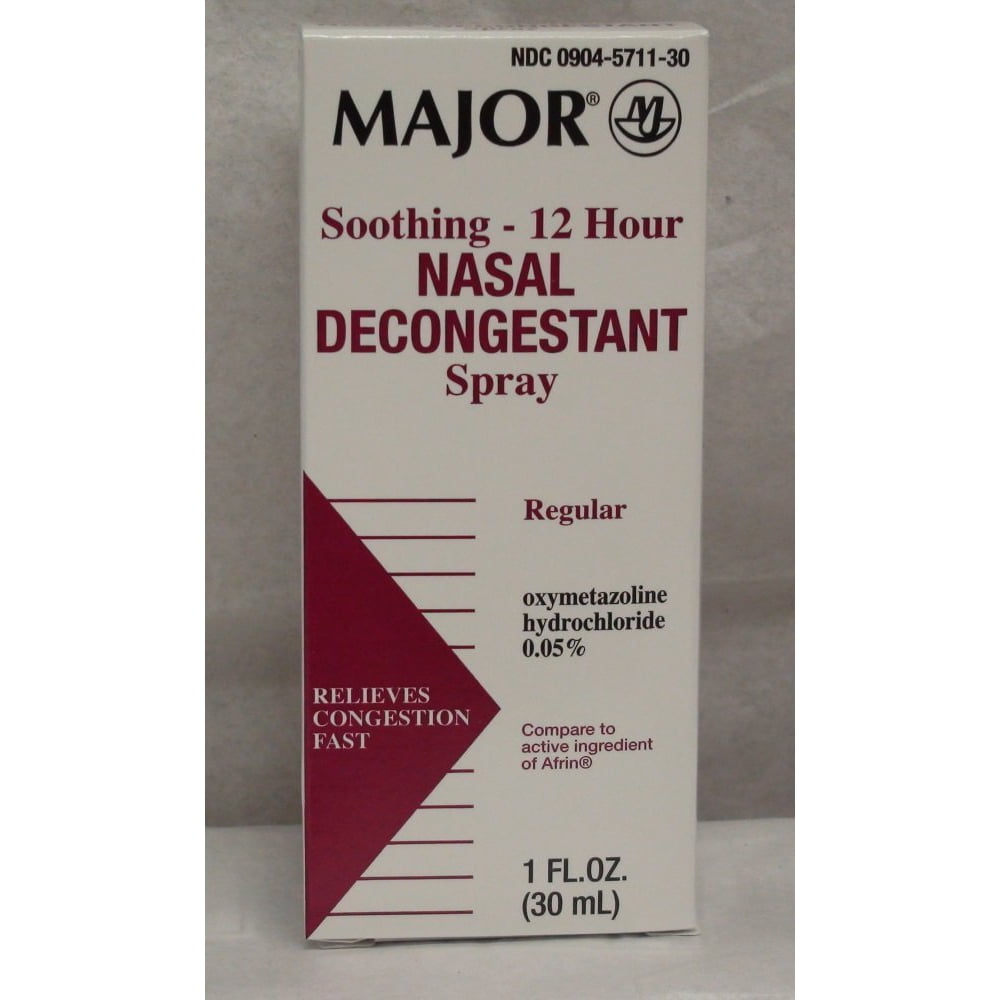 NDC 0904-5711-30
MAJOR®
Soothing - 12 Hour
NASAL
DECONGESTANT
Spray
Regular
oxymetazoline
hydrochloride
0.05%
RELIEVES
CONGESTION
FAST
Compare to
active ingredient
of Afrin®
1 FL.OZ.
(30 mL)